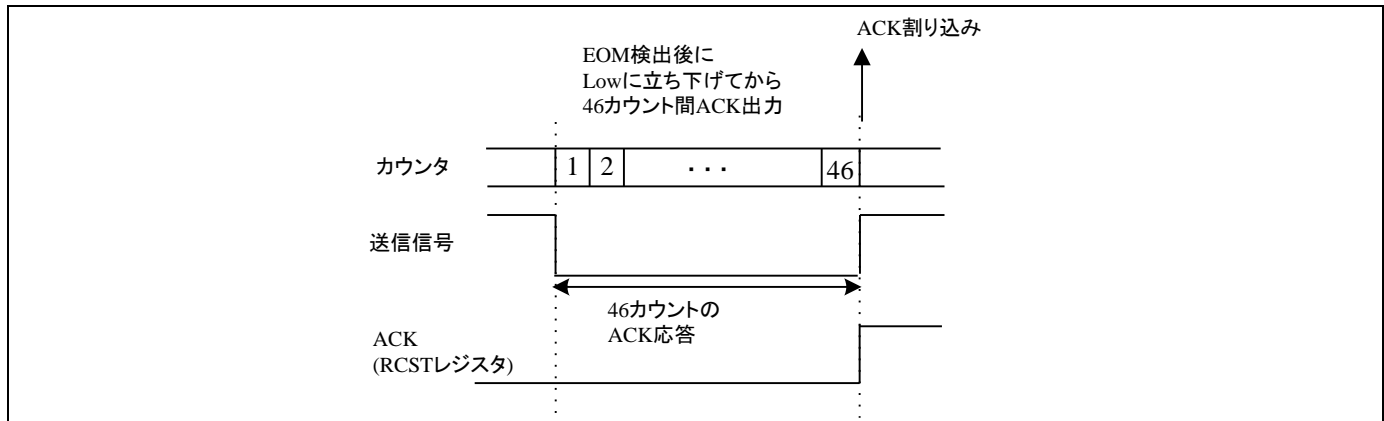 ACK割り込み
EOM検出後に
Lowに立ち下げてから
46カウント間ACK出力
カウンタ
1 2 ・・・ 46
送信信号
46カウントの
ACK応答
ACK
(RCSTレジスタ)